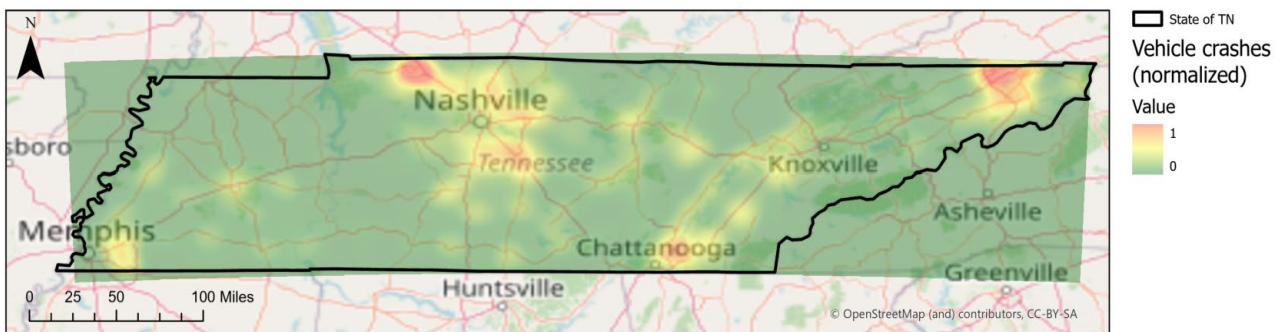 N
State of TN
Vehicle crashes
(normalized)
Value
1
0
Nashville
sboro
Tennessee
Knoxville
Memphis
Asheville
Chattanooga
Greenville
Huntsville
0 25 50 100 Miles
© OpenStreetMap (and) contributors, CC-BY-SA